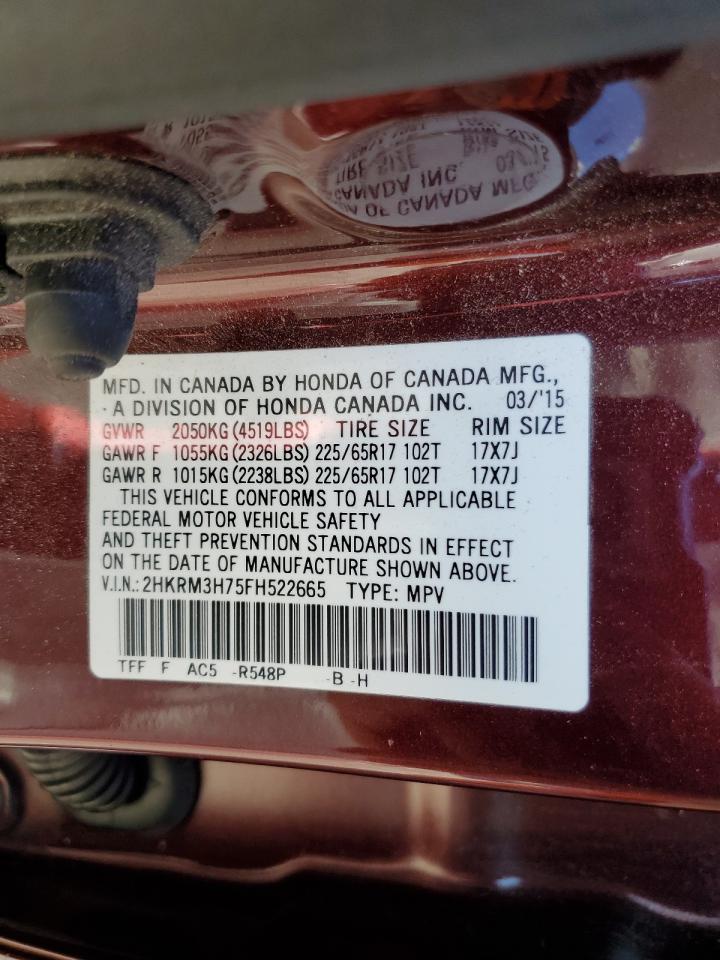 MFD. IN CANADA BY HONDA OF CANADA MFG.,
A DIVISION OF HONDA CANADA INC. 03/'15
GVWR 2050KG (4519LBS) TIRE SIZE RIM SIZE
GAWR F 1055KG (2326LBS) 225/65R17 102T 17X7J
GAWR R 1015KG (2238LBS) 225/65R17 102T 17X7J
THIS VEHICLE CONFORMS TO ALL APPLICABLE
FEDERAL MOTOR VEHICLE SAFETY
AND THEFT PREVENTION STANDARDS IN EFFECT
ON THE DATE OF MANUFACTURE SHOWN ABOVE.
V.I.N.: 2HKRM3H75FH522665 TYPE: MPV
TFF F AC5 -R548P -B -H